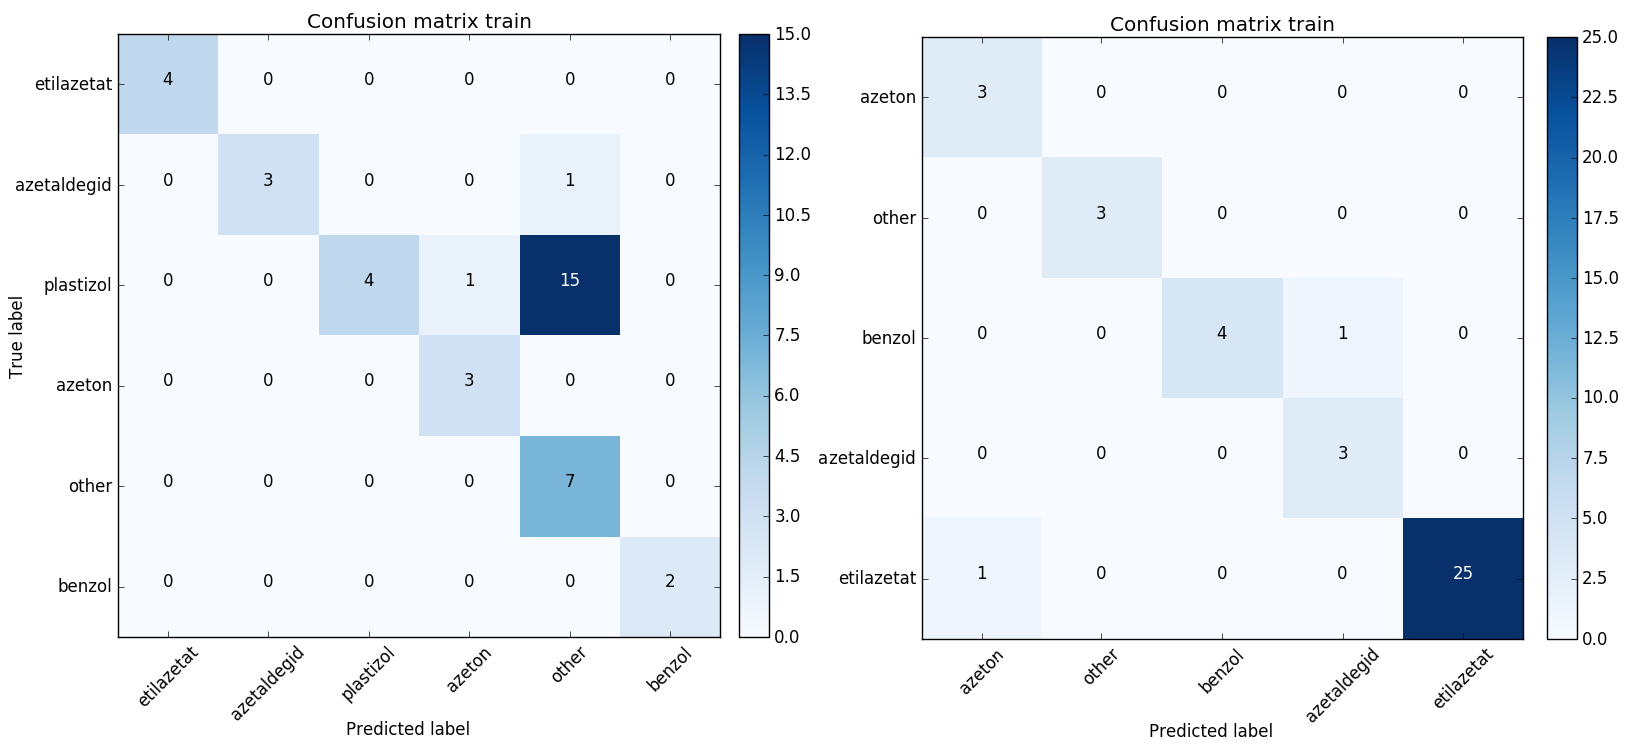 Confusion matrix train
True label
etilazetat 4 0 0 0 0 0
azetaldegid 0 3 0 0 1 0
plastizol 0 0 4 1 15 0
azeton 0 0 0 3 0 0
other 0 0 0 0 7 0
benzol 0 0 0 0 0 2
etilazetat azetaldegid plastizol azeton other benzol
Predicted label
15.0
13.5
12.0
10.5
9.0
7.5
6.0
4.5
3.0
1.5
0.0
Confusion matrix train
azeton 3 0 0 0 0
other 0 3 0 0 0
benzol 0 0 4 1 0
azetaldegid 0 0 0 3 0
etilazetat 1 0 0 0 25
azeton other benzol azetaldegid etilazetat
Predicted label
25.0
22.5
20.0
17.5
15.0
12.5
10.0
7.5
5.0
2.5
0.0